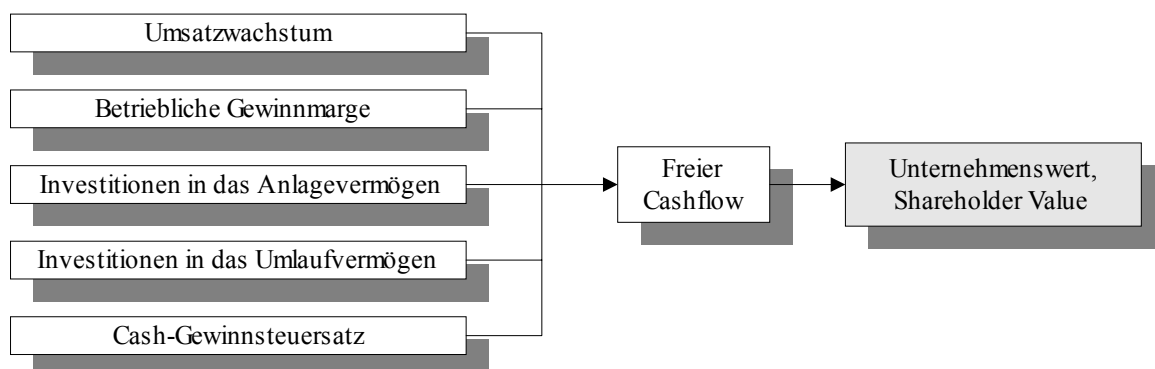 Umsatzwachstum
Betriebliche Gewinnmarge
Investitionen in das Anlagevermögen
Investitionen in das Umlaufvermögen
Cash-Gewinnsteuersatz
Freier
Cashflow
Unternehmenswert,
Shareholder Value